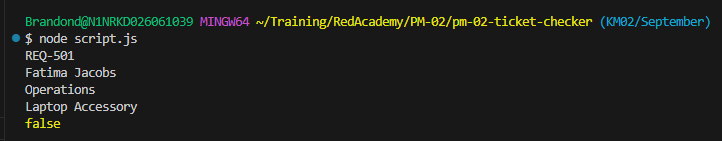 Brandond@N1NRKD026061039 MINGW64 ~/Training/RedAcademy/PM-02/pm-02-ticket-checker (KM02/September)
$ node script.js
REQ-501
Fatima Jacobs
Operations
Laptop Accessory
false